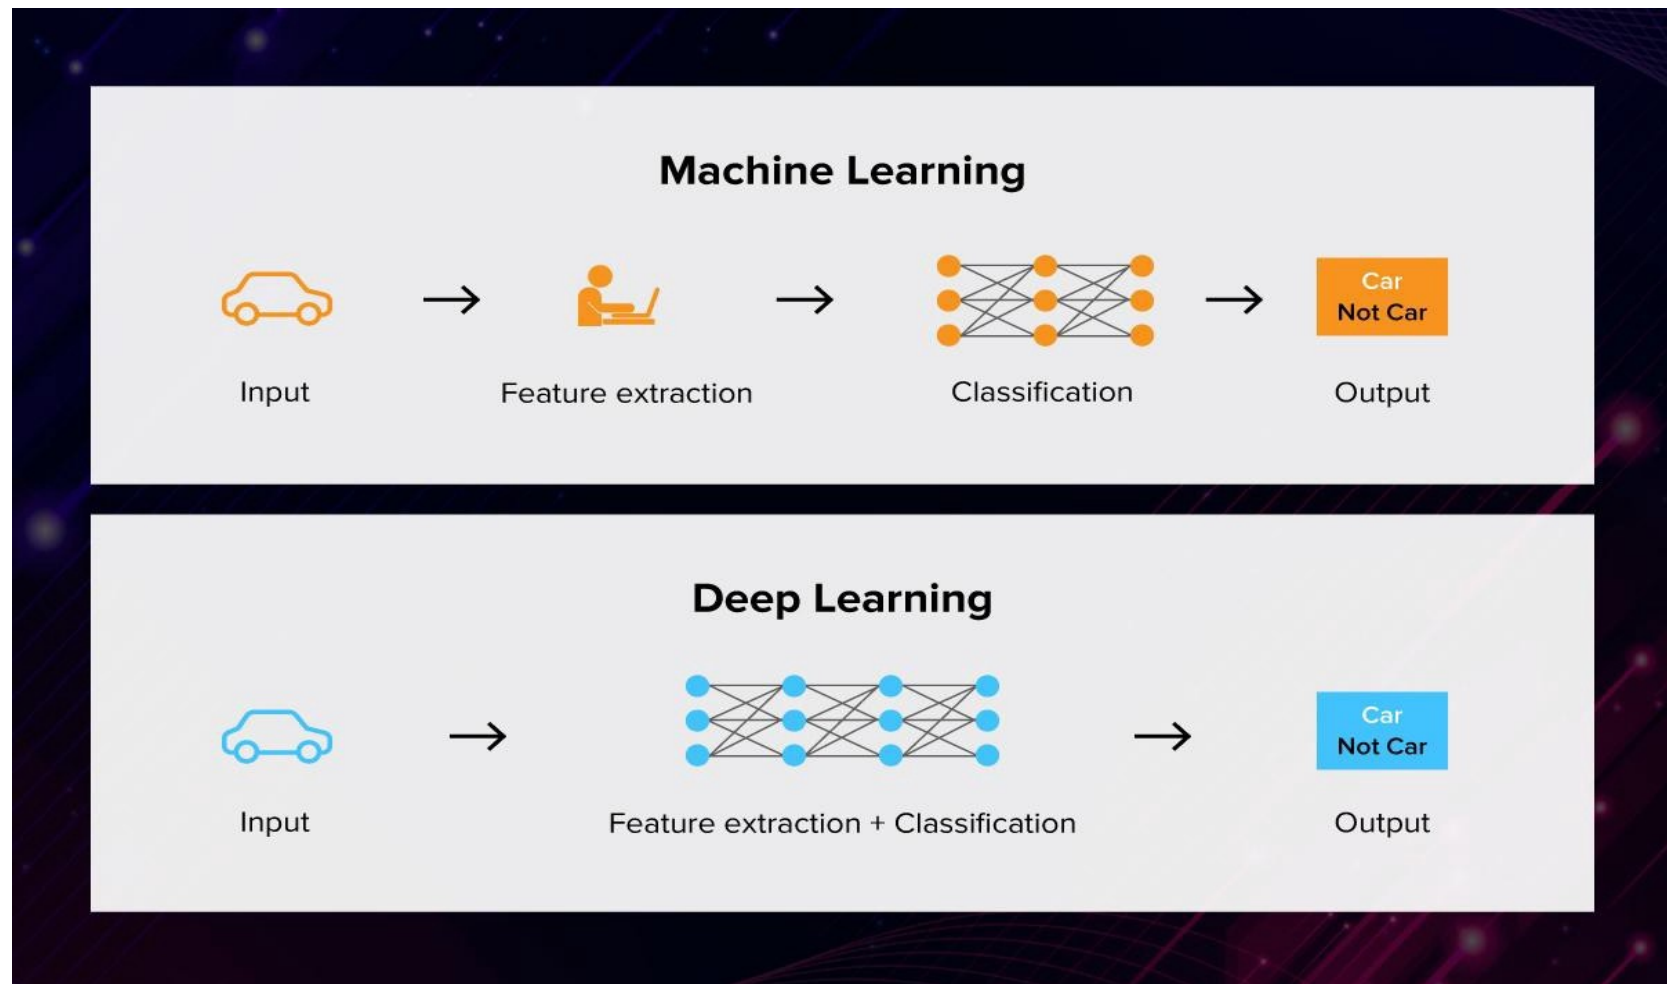 Machine Learning
Car
Not Car
Input
Feature extraction
Classification
Output
Deep Learning
Car
Not Car
Input
Feature extraction + Classification
Output